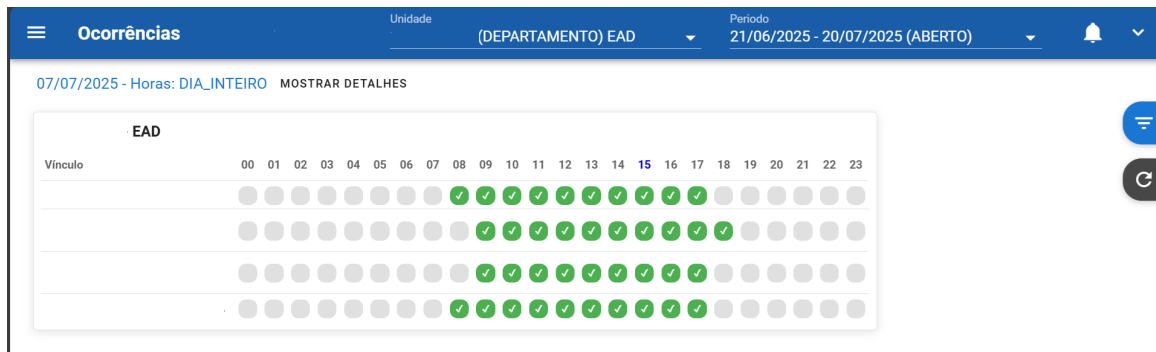 Ocorrências
Unidade
(DEPARTAMENTO) EAD
Periodo
21/06/2025 - 20/07/2025 (ABERTO)
07/07/2025 - Horas: DIA_INTEIRO MOSTRAR DETALHES
EAD
Vínculo 00 01 02 03 04 05 06 07 08 09 10 11 12 13 14 15 16 17 18 19 20 21 22 23